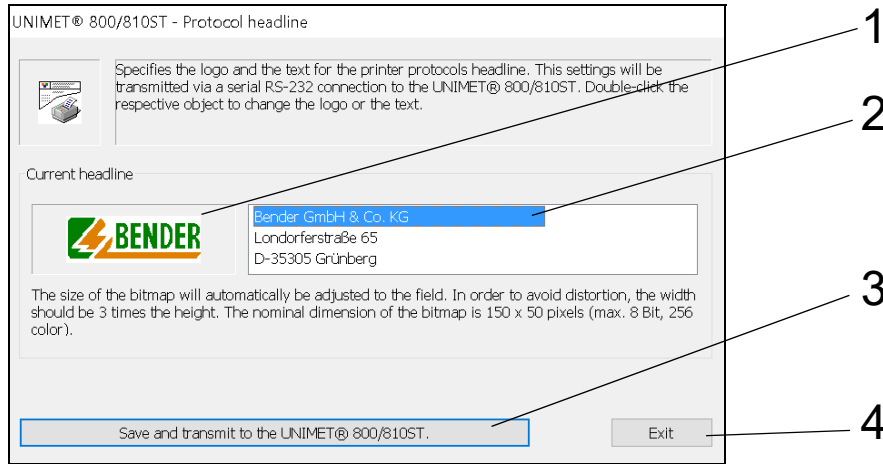 UNIMET® 800/810ST - Protocol headline
1
Specifies the logo and the text for the printer protocols headline. This settings will be
transmitted via a serial RS-232 connection to the UNIMET® 800/810ST. Double-click the
respective object to change the logo or the text.
2
Current headline
BENDER
Bender GmbH & Co. KG
Londorferstraße 65
D-35305 Grünberg
The size of the bitmap will automatically be adjusted to the field. In order to avoid distortion, the width
should be 3 times the height. The nominal dimension of the bitmap is 150 x 50 pixels (max. 8 Bit, 256
color).
3
Save and transmit to the UNIMET® 800/810ST.
Exit
4